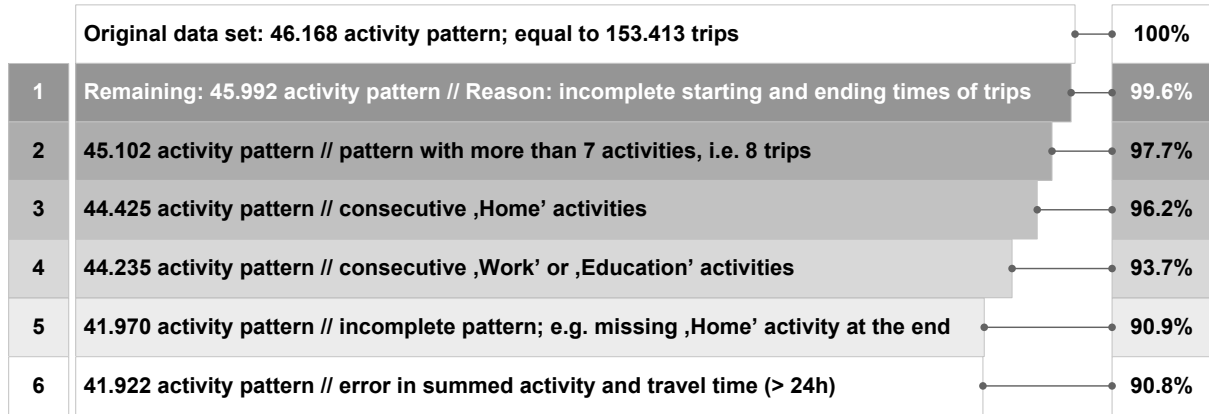 Original data set: 46.168 activity pattern; equal to 153.413 trips 100%
1 Remaining: 45.992 activity pattern // Reason: incomplete starting and ending times of trips 99.6%
2 45.102 activity pattern // pattern with more than 7 activities, i.e. 8 trips 97.7%
3 44.425 activity pattern // consecutive ‚Home’ activities 96.2%
4 44.235 activity pattern // consecutive ‚Work’ or ‚Education’ activities 93.7%
5 41.970 activity pattern // incomplete pattern; e.g. missing ‚Home’ activity at the end 90.9%
6 41.922 activity pattern // error in summed activity and travel time (> 24h) 90.8%